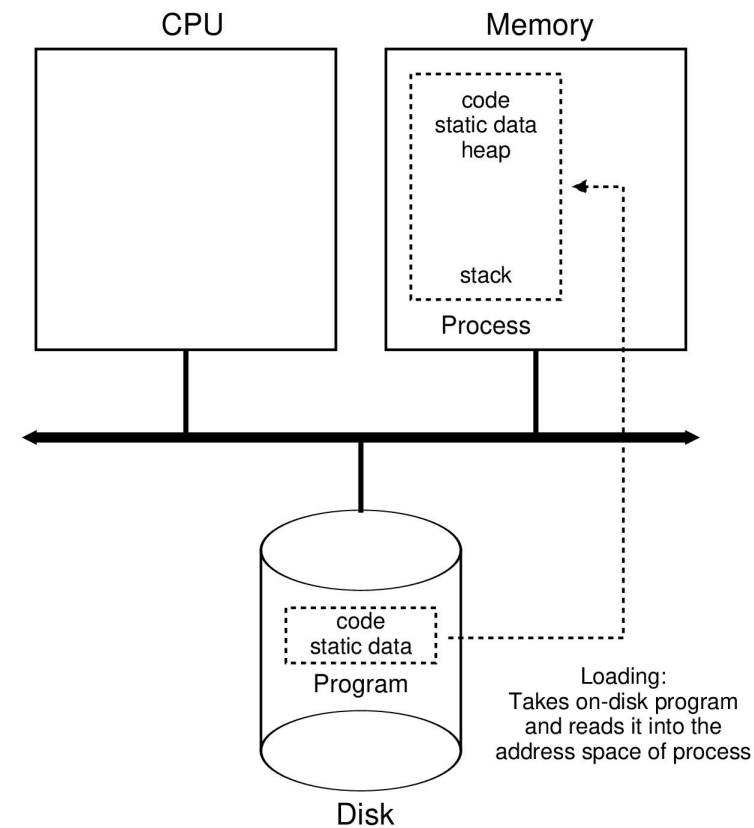 CPU
Memory
code
static data
heap
stack
Process
code
static data
Program
Loading:
Takes on-disk program
and reads it into the
address space of process
Disk